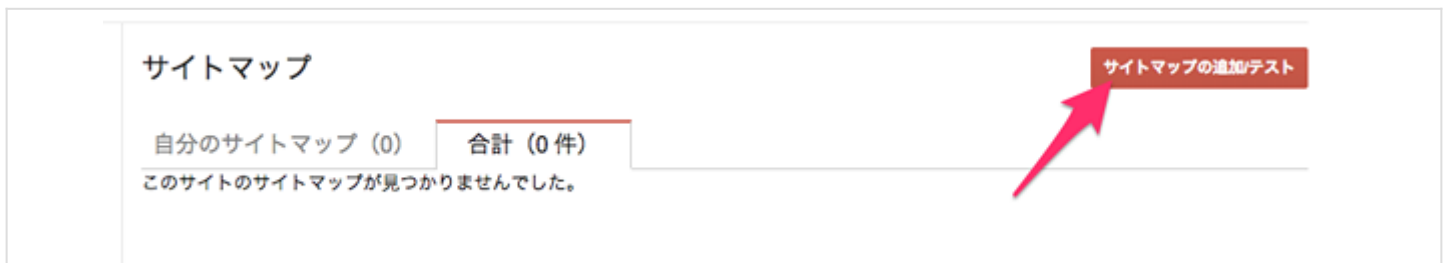 サイトマップ
サイトマップの追加/テスト
自分のサイトマップ（0）
合計（0 件）
このサイトのサイトマップが見つかりませんでした。